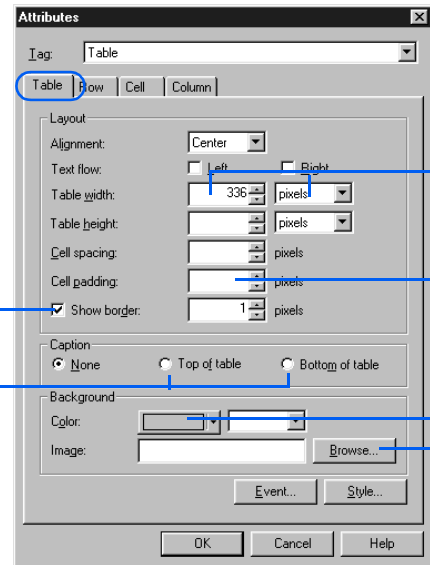 Attributes
Tag: Table
Table Row Cell Column
Layout
Alignment: Center
Text flow: Left Right
Table width: 336 pixels
Table height: pixels
Cell spacing: pixels
Cell padding: pixels
Show border: 1 pixels
Caption
None Top of table Bottom of table
Background
Color:
Image: Browse...
Event... Style...
OK Cancel Help